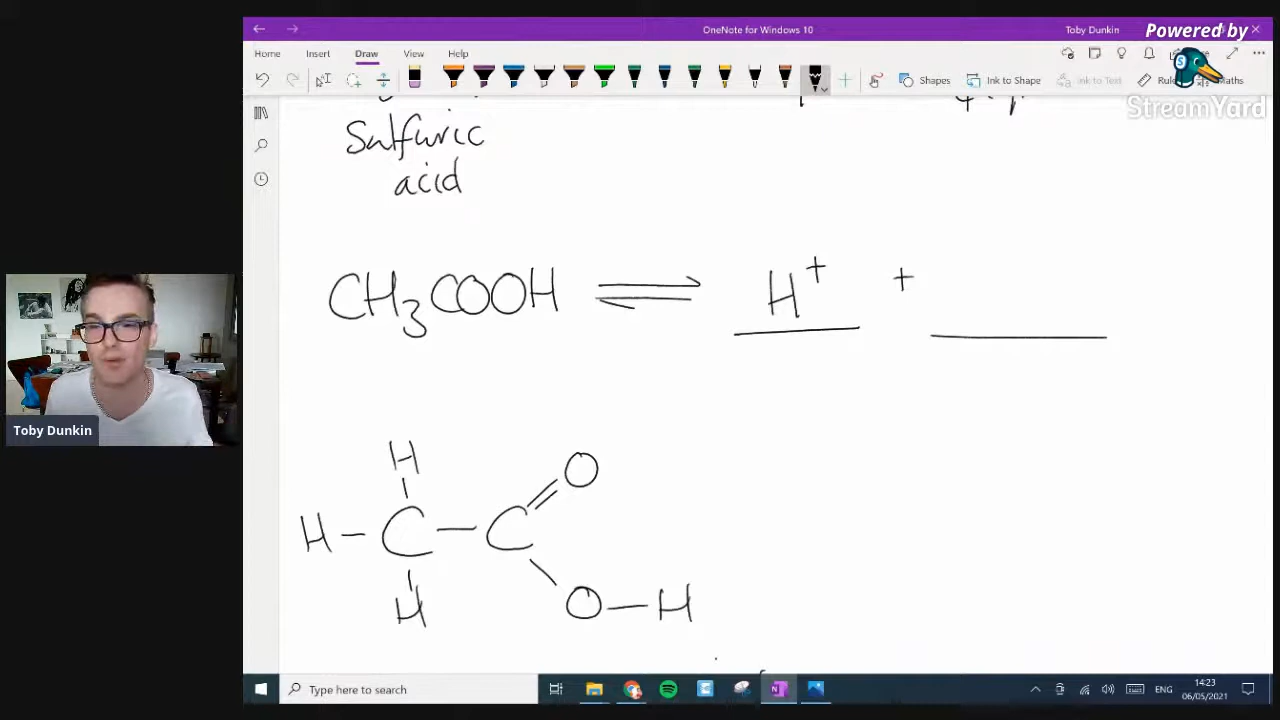 OneNote for Windows 10
Toby Dunkin
Powered by
StreamYard
Home Insert Draw View Help
Shapes Ink to Shape Ink to Text Maths
Sulfuric
acid
CH3COOH ⇌ H+ +
H
O
H - C - C
H
O - H
Toby Dunkin
Type here to search
ENG
14:23
06/05/2021